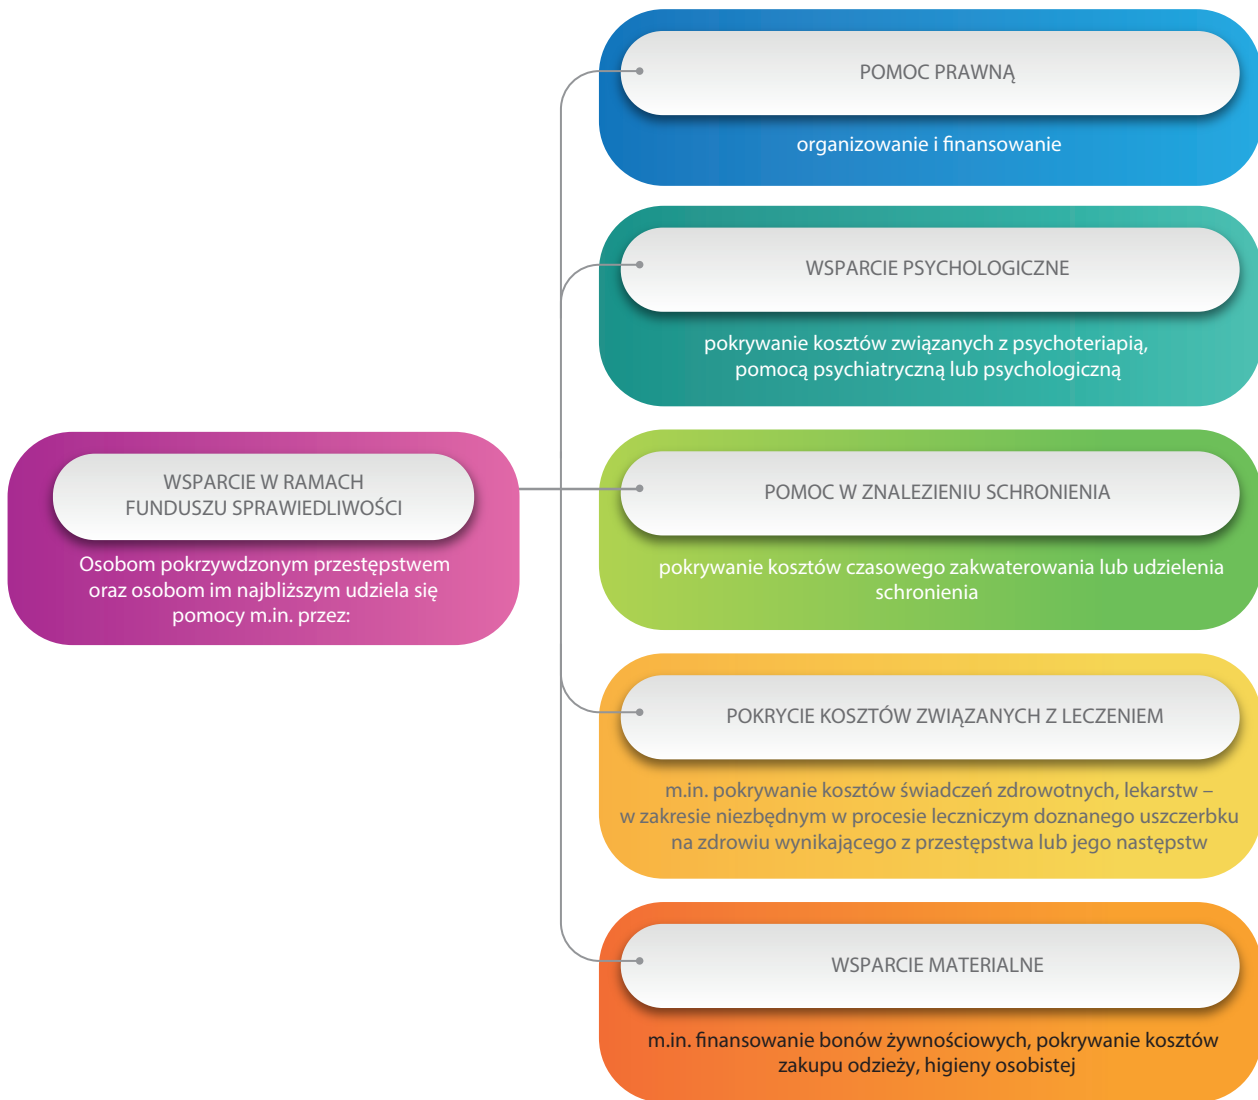 WSPARCIE W RAMACH
FUNDUSZU SPRAWIEDLIWOŚCI
Osobom pokrzywdzonym przestępstwem
oraz osobom im najbliższym udziela się
pomocy m.in. przez:
POMOC PRAWNĄ
organizowanie i finansowanie
WSPARCIE PSYCHOLOGICZNE
pokrywanie kosztów związanych z psychoteriapią,
pomocą psychiatryczną lub psychologiczną
POMOC W ZNALEZIENIU SCHRONIENIA
pokrywanie kosztów czasowego zakwaterowania lub udzielenia
schronienia
POKRYCIE KOSZTÓW ZWIĄZANYCH Z LECZENIEM
m.in. pokrywanie kosztów świadczeń zdrowotnych, lekarstw –
w zakresie niezbędnym w procesie leczniczym doznanego uszczerbku
na zdrowiu wynikającego z przestępstwa lub jego następstw
WSPARCIE MATERIALNE
m.in. finansowanie bonów żywnościowych, pokrywanie kosztów
zakupu odzieży, higieny osobistej